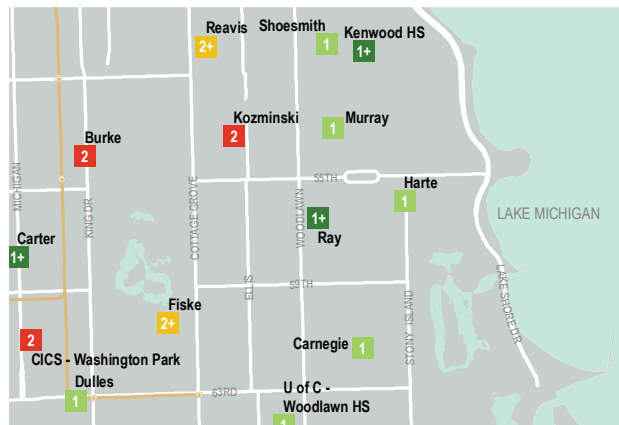 Reavis
2+
Shoesmith
1
Kenwood HS
1+
Kozminski
2
Murray
1
Burke
2
55TH
MICHIGAN
KING DR
COTTAGE GROVE
WOODLAWN
Harte
1
LAKE MICHIGAN
1+
Ray
Carter
1+
ELLIS
59TH
STONY ISLAND
LAKE SHORE DR
Fiske
2+
2
CICS - Washington Park
Carnegie
1
Dulles
1
63RD
U of C -
Woodlawn HS
1